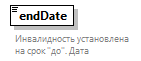 endDate
Инвалидность установлена
на срок "до". Дата